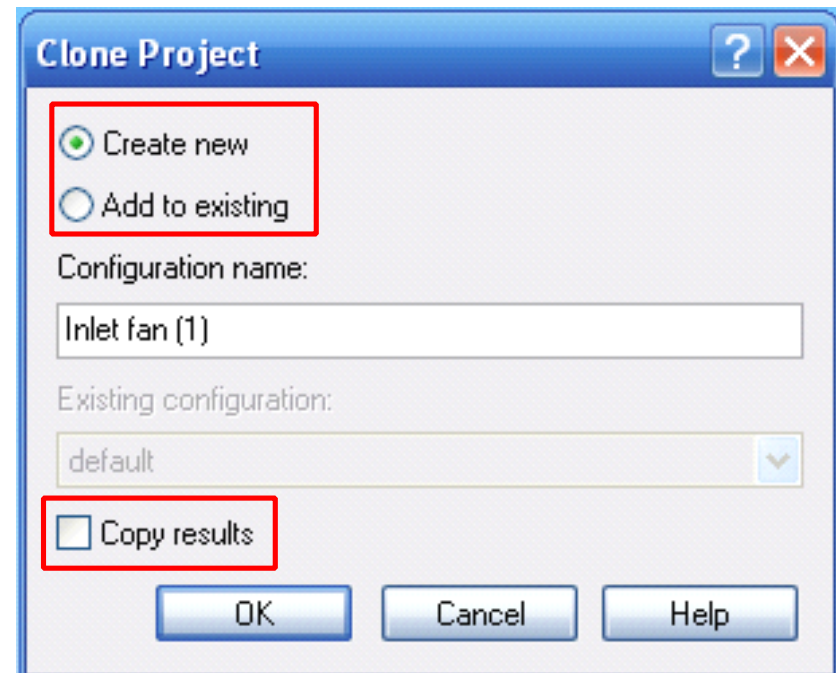 Clone Project
Create new
Add to existing
Configuration name:
Inlet fan (1)
Existing configuration:
default
Copy results
OK Cancel Help